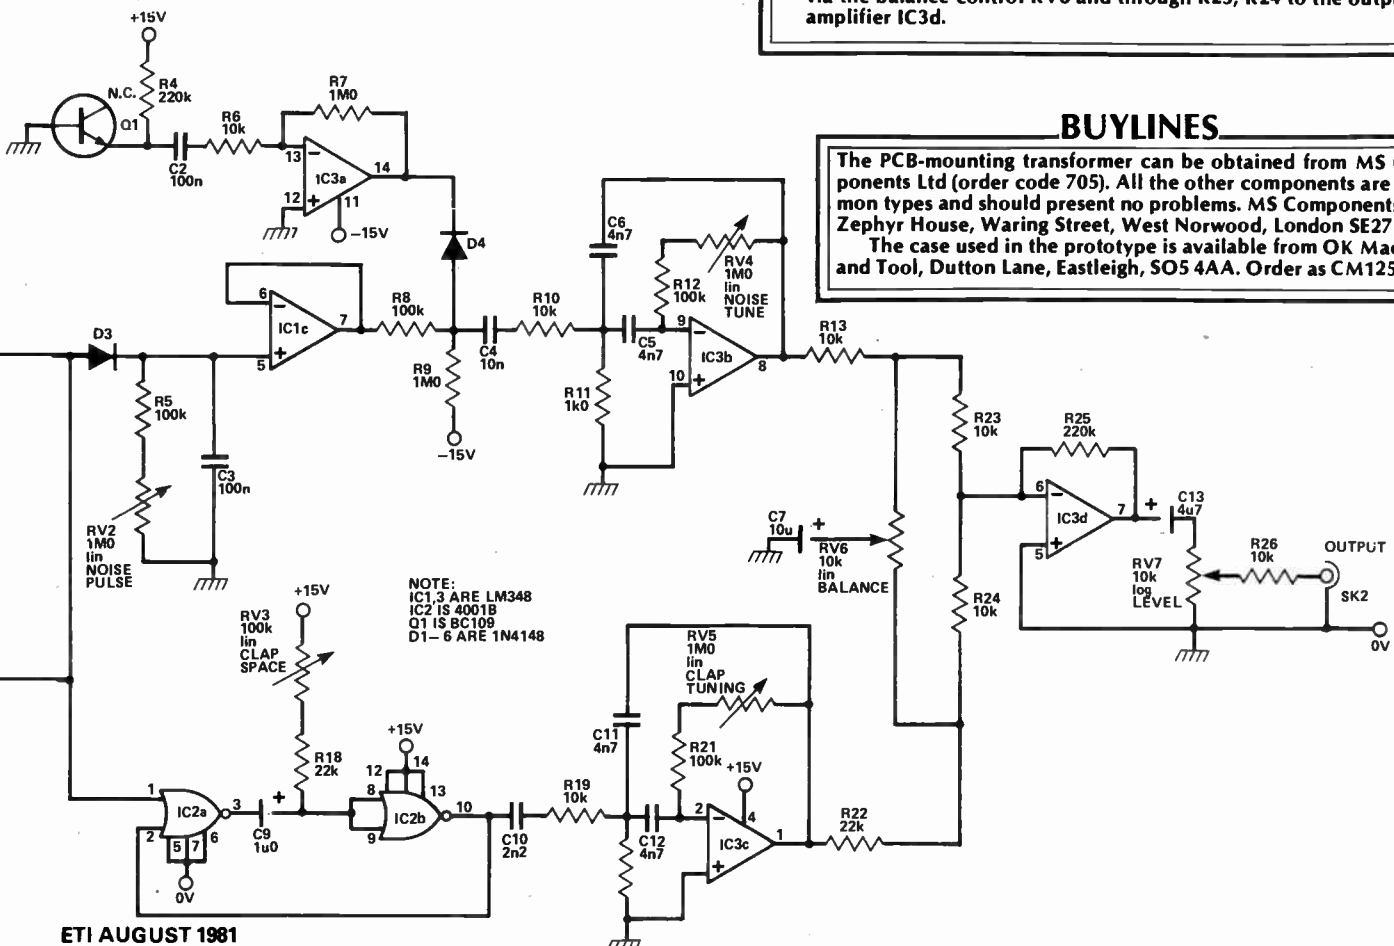 via the balance control RV6 and through R23, R24 to the output
amplifier IC3d.
BUYLINES
The PCB-mounting transformer can be obtained from MS
ponents Ltd (order code 705). All the other components are
mon types and should present no problems. MS Components
Zephyr House, Waring Street, West Norwood, London SE27
The case used in the prototype is available from OK Mac
and Tool, Dutton Lane, Eastleigh, SO5 4AA. Order as CM125
+15V
R4
220k
N.C.
Q1
C2
100n
R6
10k
R7
1M0
13
14
IC3a
12
11
–15V
D4
6
IC1c
7
5
D3
R8
100k
R9
1M0
–15V
C4
10n
R10
10k
C6
4n7
R12
100k
RV4
1M0
lin
NOISE
TUNE
C5
4n7
R11
1k0
9
IC3b
10
8
R13
10k
R5
100k
C3
100n
RV2
1M0
lin
NOISE
PULSE
R23
10k
R25
220k
6
IC3d
7
5
C13
4u7
C7
10u
RV6
10k
lin
BALANCE
R24
10k
RV7
10k
log
LEVEL
R26
10k
OUTPUT
SK2
0V
NOTE:
IC1,3 ARE LM348
IC2 IS 4001B
Q1 IS BC109
D1–6 ARE 1N4148
+15V
RV3
100k
lin
CLAP
SPACE
R18
22k
+15V
12
14
8
13
IC2b
10
9
1
IC2a
3
2
5
7
6
0V
C9
1u0
C10
2n2
R19
10k
C11
4n7
RV5
1M0
lin
CLAP
TUNING
R21
100k
+15V
C12
4n7
2
4
IC3c
1
R22
22k
ETI AUGUST 1981